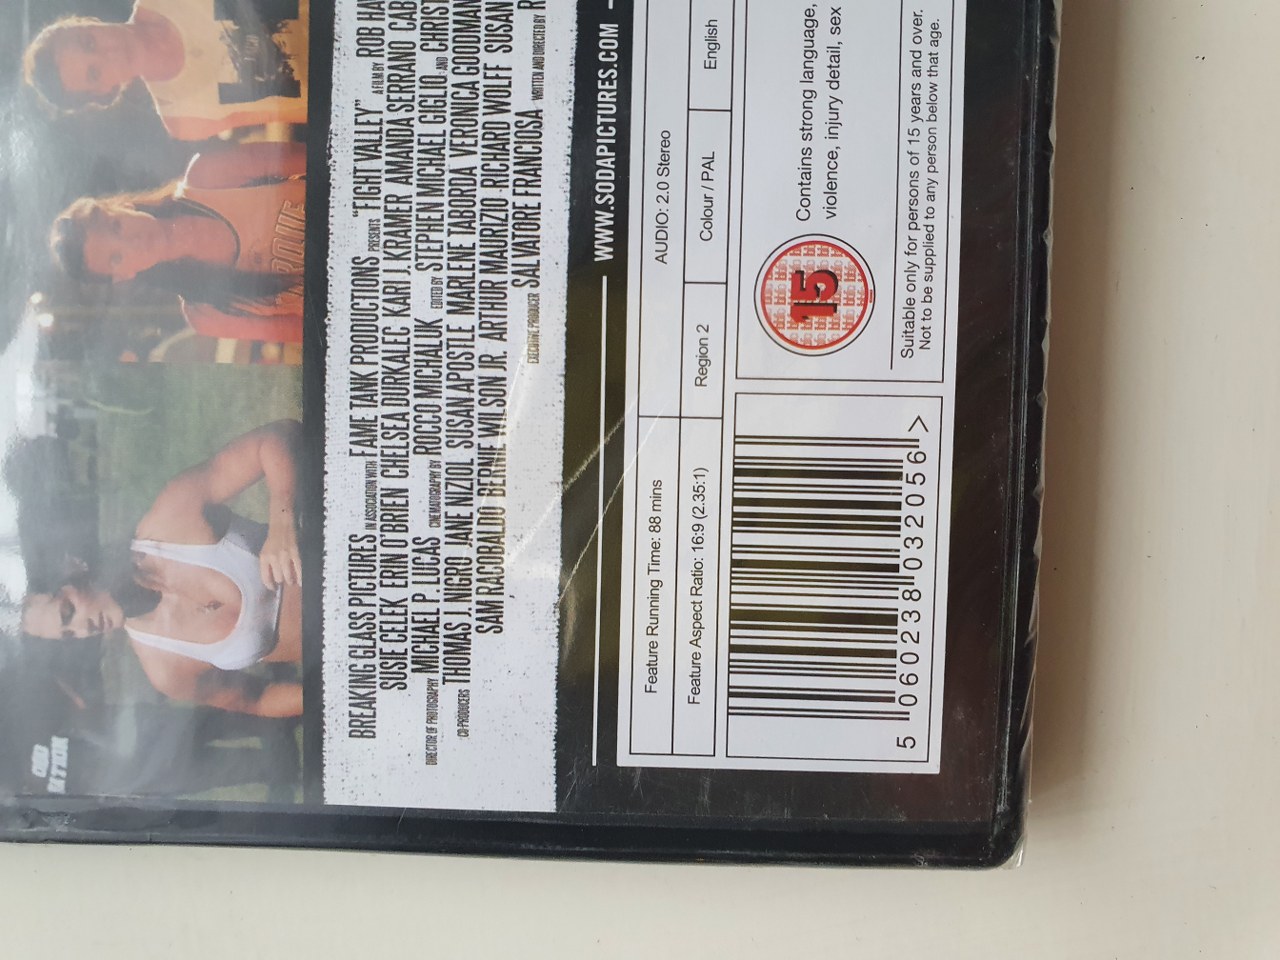 BREAKING GLASS PICTURES IN ASSOCIATION WITH FAME TANK PRODUCTIONS PRESENTS "FIGHT VALLEY" A FILM BY ROB HA
SUSIE CELEK ERIN O'BRIEN CHELSEA DURKALEC KARI J. KRAMER AMANDA SERRANO CAB
DIRECTOR OF PHOTOGRAPHY MICHAEL P. LUCAS CINEMATOGRAPHY BY ROCCO MICHALUK EDITED BY STEPHEN MICHAEL GIGLIO AND CHRIST
CO-PRODUCERS THOMAS J. NIGRO JANE NIZIOL SUSAN APOSTLE MARLENE TABORDA VERONICA GOODMAN
SAM RACOBALDO BERNIE WILSON JR. ARTHUR MAURIZIO RICHARD WOLFF SUSAN
EXECUTIVE PRODUCER SALVATORE FRANCIOSA WRITTEN AND DIRECTED BY R
WWW.SODAPICTURES.COM
Feature Running Time: 88 mins
AUDIO: 2.0 Stereo
Feature Aspect Ratio: 16:9 (2.35:1)
Region 2
Colour / PAL
English
5 060238 032056 >
15
Contains strong language,
violence, injury detail, sex
Suitable only for persons of 15 years and over.
Not to be supplied to any person below that age.